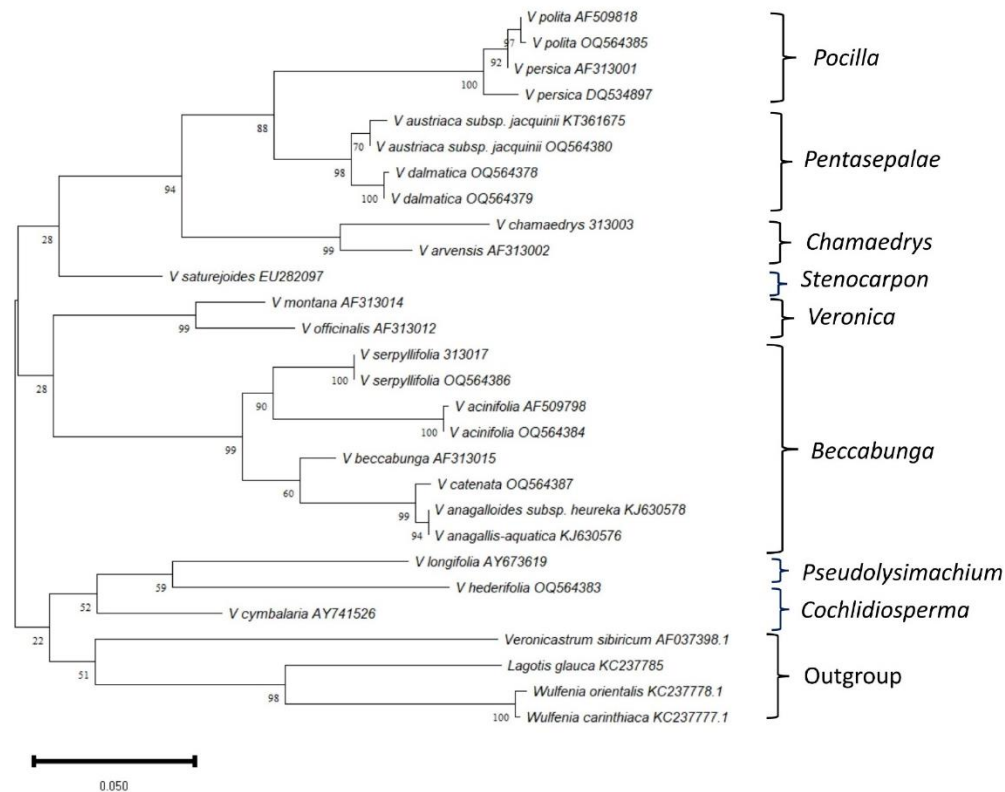 V polita AF509818
97
V polita OQ564385
92
V persica AF313001
100
V persica DQ534897
Pocilla
88
V austriaca subsp. jacquinii KT361675
70
V austriaca subsp. jacquinii OQ564380
98
V dalmatica OQ564378
100
V dalmatica OQ564379
Pentasepalae
94
V chamaedrys 313003
99
V arvensis AF313002
Chamaedrys
28
V saturejoides EU282097
Stenocarpon
V montana AF313014
99
V officinalis AF313012
Veronica
28
V serpyllifolia 313017
100
V serpyllifolia OQ564386
90
V acinifolia AF509798
100
V acinifolia OQ564384
99
V beccabunga AF313015
60
V catenata OQ564387
99
V anagalloides subsp. heureka KJ630578
94
V anagallis-aquatica KJ630576
Beccabunga
V longifolia AY673619
59
V hederifolia OQ564383
Pseudolysimachium
52
V cymbalaria AY741526
Cochlidiosperma
22
Veronicastrum sibiricum AF037398.1
51
Lagotis glauca KC237785
98
Wulfenia orientalis KC237778.1
100
Wulfenia carinthiaca KC237777.1
Outgroup
0.050